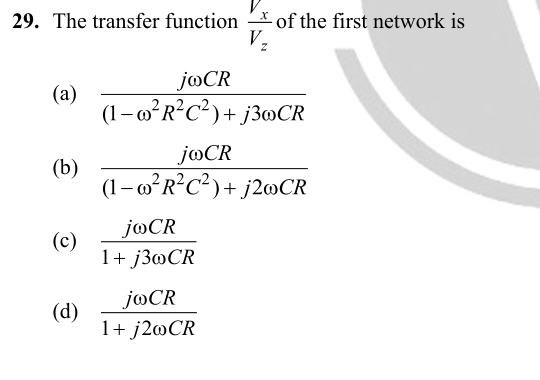 29. The transfer function V_x/V_z of the first network is
(a) jωCR/((1–ω²R²C²)+j3ωCR)
(b) jωCR/((1–ω²R²C²)+j2ωCR)
(c) jωCR/(1+j3ωCR)
(d) jωCR/(1+j2ωCR)